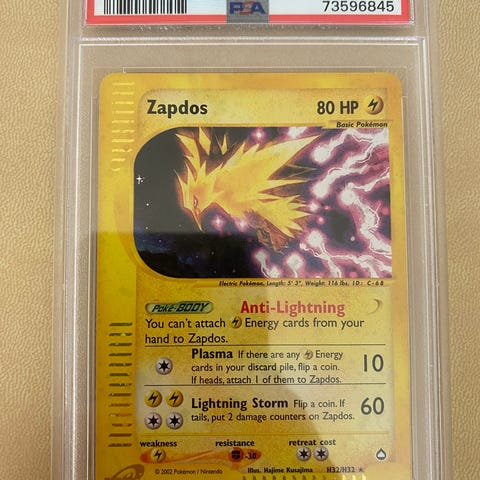 PSA 73596845
Zapdos 80 HP
Basic Pokémon
Electric Pokémon. Length: 5' 3", Weight: 116 lbs. ID: C-68
Poké-BODY Anti-Lightning
You can't attach Energy cards from your
hand to Zapdos.
Plasma If there are any Energy
cards in your discard pile, flip a coin. 10
If heads, attach 1 of them to Zapdos.
Lightning Storm Flip a coin. If 60
tails, put 2 damage counters on Zapdos.
weakness resistance retreat cost
-30
© 2002 Pokémon / Nintendo Illus. Hajime Kusajima H32/H32